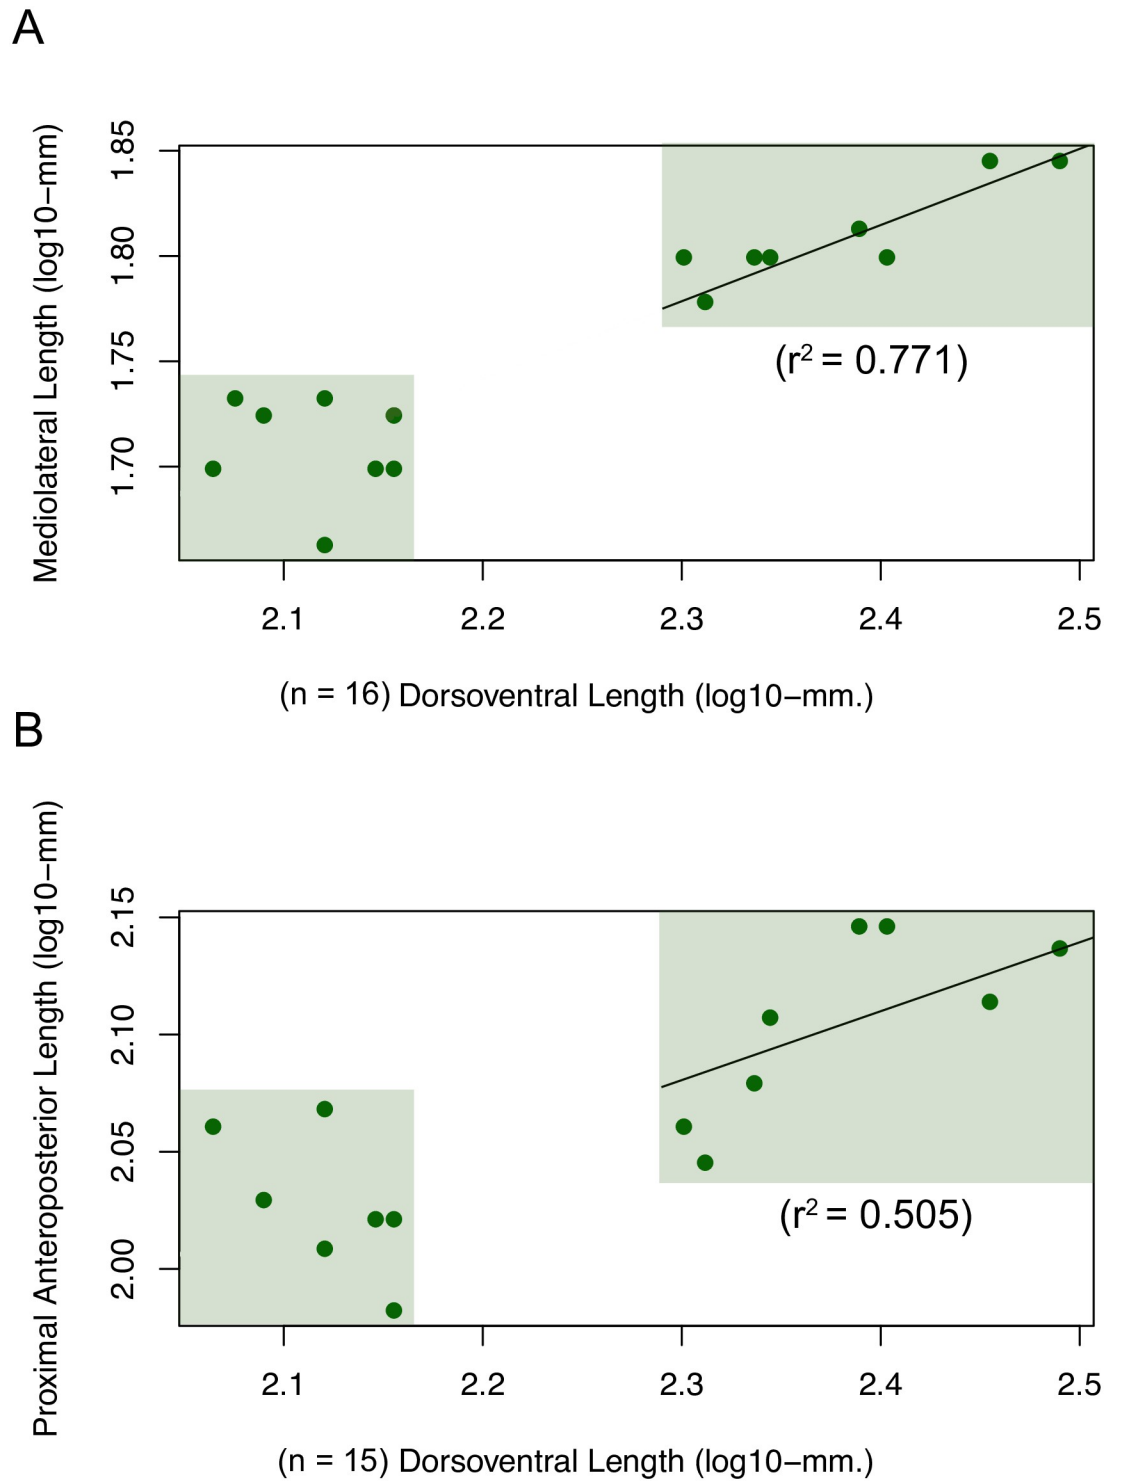 A
Mediolateral Length (log10−mm)
1.85
1.80
1.75
1.70
(r² = 0.771)
2.1 2.2 2.3 2.4 2.5
(n = 16) Dorsoventral Length (log10−mm.)
B
Proximal Anteroposterior Length (log10−mm)
2.15
2.10
2.05
2.00
(r² = 0.505)
2.1 2.2 2.3 2.4 2.5
(n = 15) Dorsoventral Length (log10−mm.)